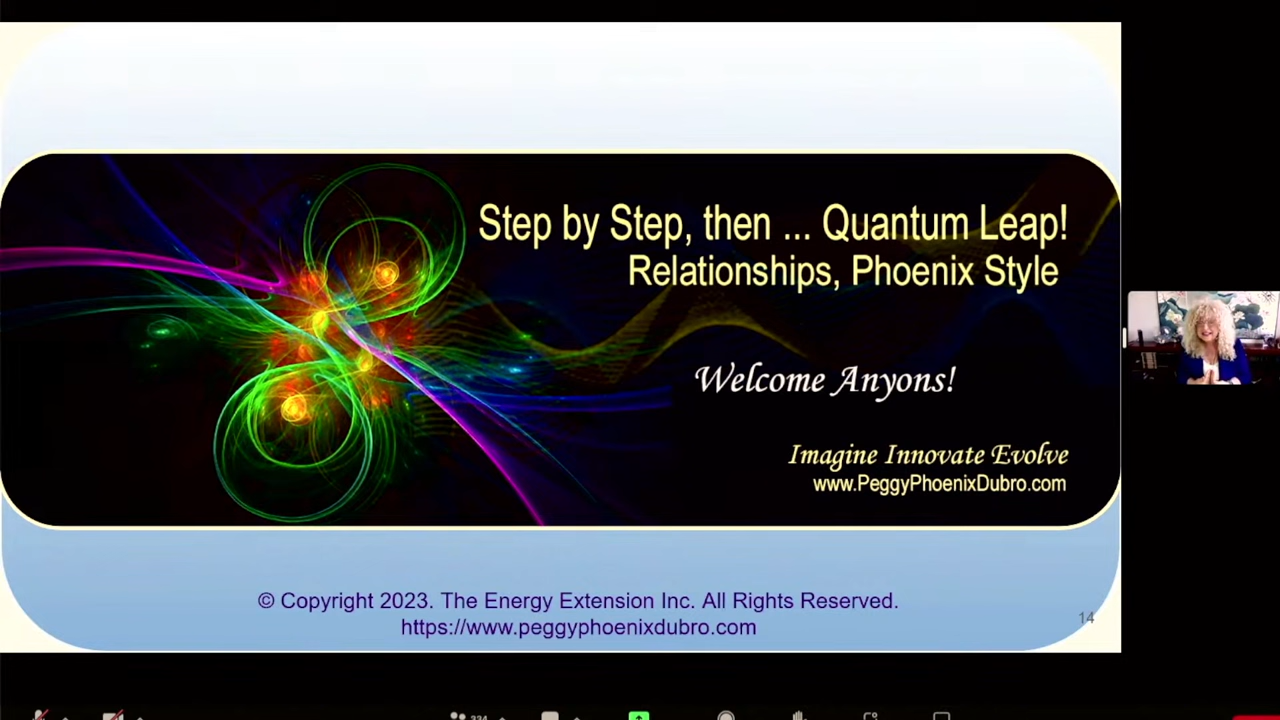 Step by Step, then ... Quantum Leap!
Relationships, Phoenix Style
Welcome Anyons!
Imagine Innovate Evolve
www.PeggyPhoenixDubro.com
© Copyright 2023. The Energy Extension Inc. All Rights Reserved.
https://www.peggyphoenixdubro.com
14
334